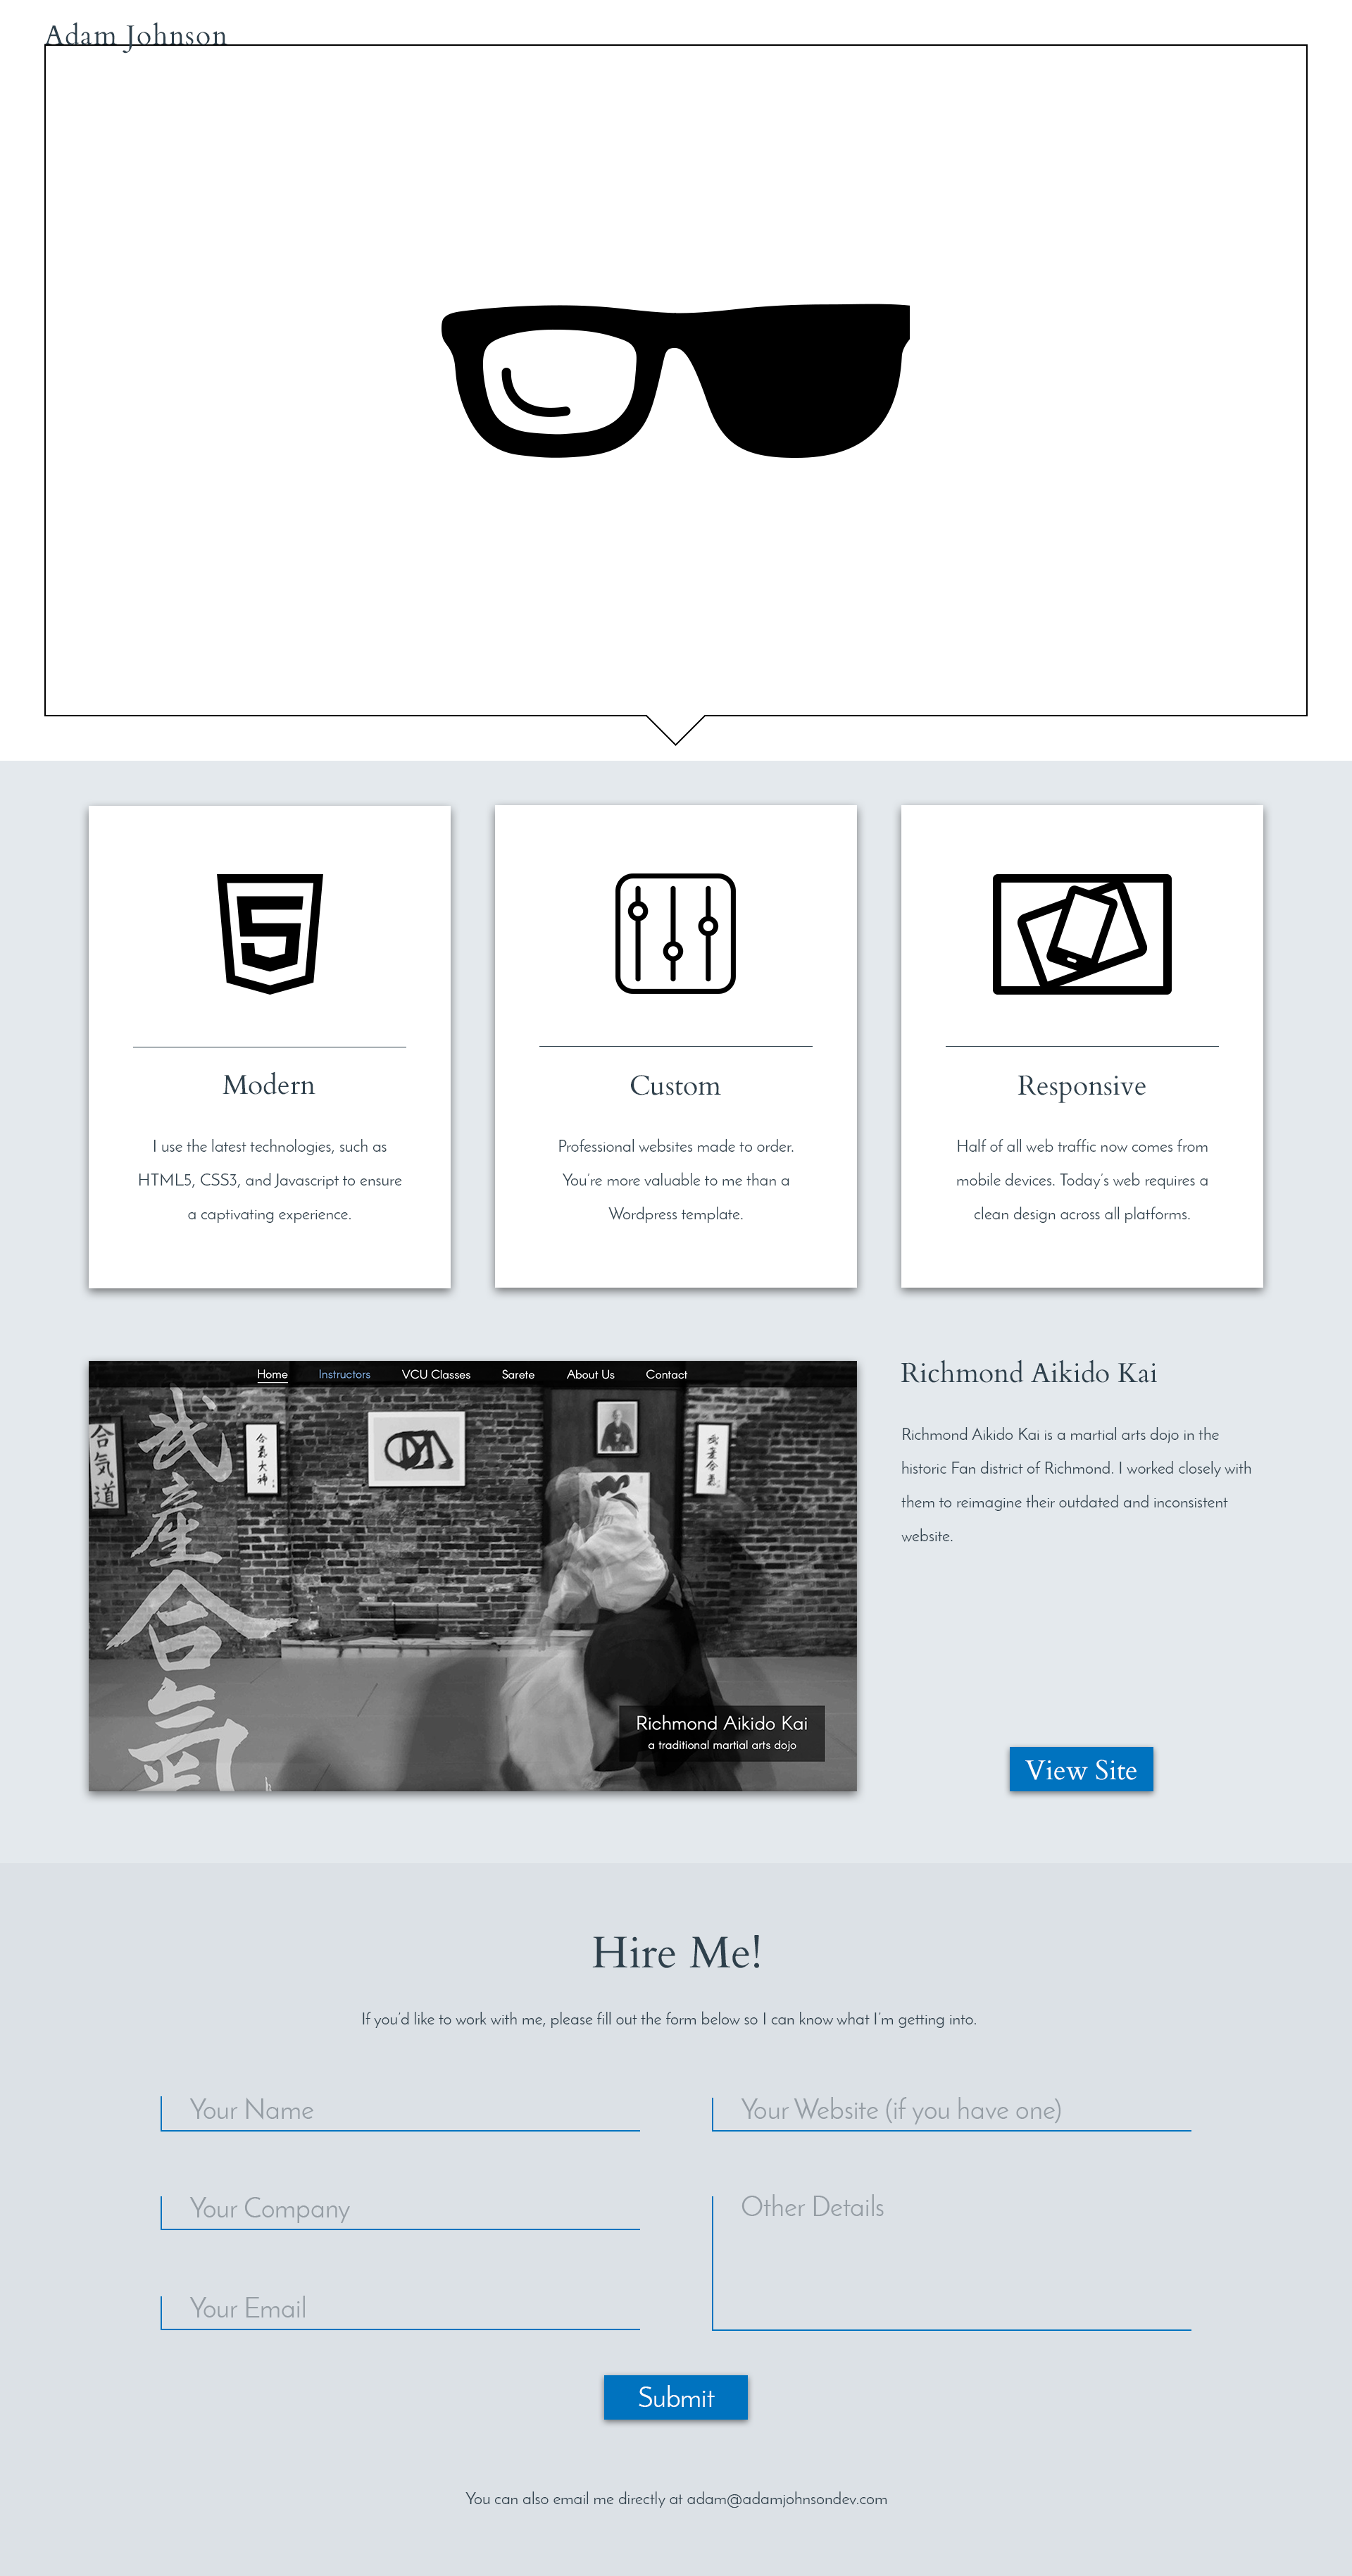 Adam Johnson
Modern
I use the latest technologies, such as
HTML5, CSS3, and Javascript to ensure
a captivating experience.
Custom
Professional websites made to order.
You're more valuable to me than a
Wordpress template.
Responsive
Half of all web traffic now comes from
mobile devices. Today's web requires a
clean design across all platforms.
Home Instructors VCU Classes Sarete About Us Contact
武
産
合
氣
合
気
道
Richmond Aikido Kai
a traditional martial arts dojo
Richmond Aikido Kai
Richmond Aikido Kai is a martial arts dojo in the
historic Fan district of Richmond. I worked closely with
them to reimagine their outdated and inconsistent
website.
View Site
Hire Me!
If you'd like to work with me, please fill out the form below so I can know what I'm getting into.
Your Name
Your Website (if you have one)
Your Company
Other Details
Your Email
Submit
You can also email me directly at adam@adamjohnsondev.com